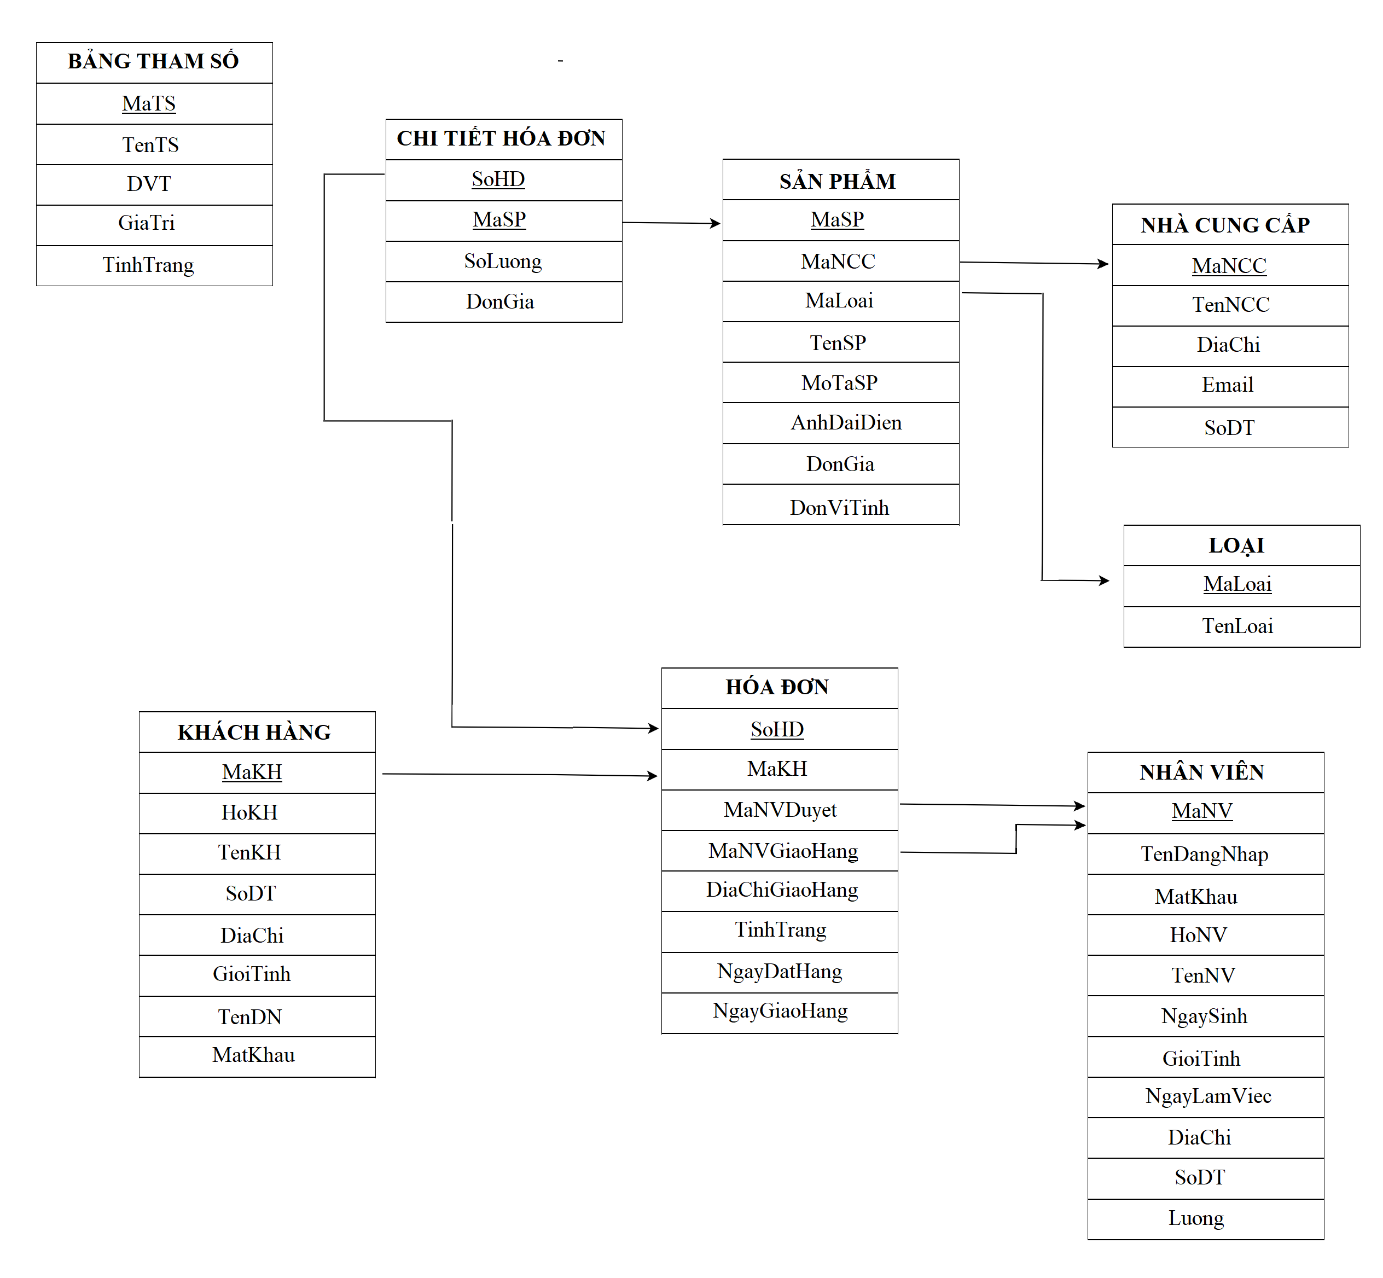 BẢNG THAM SỐ
MaTS
TenTS
DVT
GiaTri
TinhTrang
-
CHI TIẾT HÓA ĐƠN
SoHD
MaSP
SoLuong
DonGia
SẢN PHẨM
MaSP
MaNCC
MaLoai
TenSP
MoTaSP
AnhDaiDien
DonGia
DonViTinh
NHÀ CUNG CẤP
MaNCC
TenNCC
DiaChi
Email
SoDT
LOẠI
MaLoai
TenLoai
KHÁCH HÀNG
MaKH
HoKH
TenKH
SoDT
DiaChi
GioiTinh
TenDN
MatKhau
HÓA ĐƠN
SoHD
MaKH
MaNVDuyet
MaNVGiaoHang
DiaChiGiaoHang
TinhTrang
NgayDatHang
NgayGiaoHang
NHÂN VIÊN
MaNV
TenDangNhap
MatKhau
HoNV
TenNV
NgaySinh
GioiTinh
NgayLamViec
DiaChi
SoDT
Luong